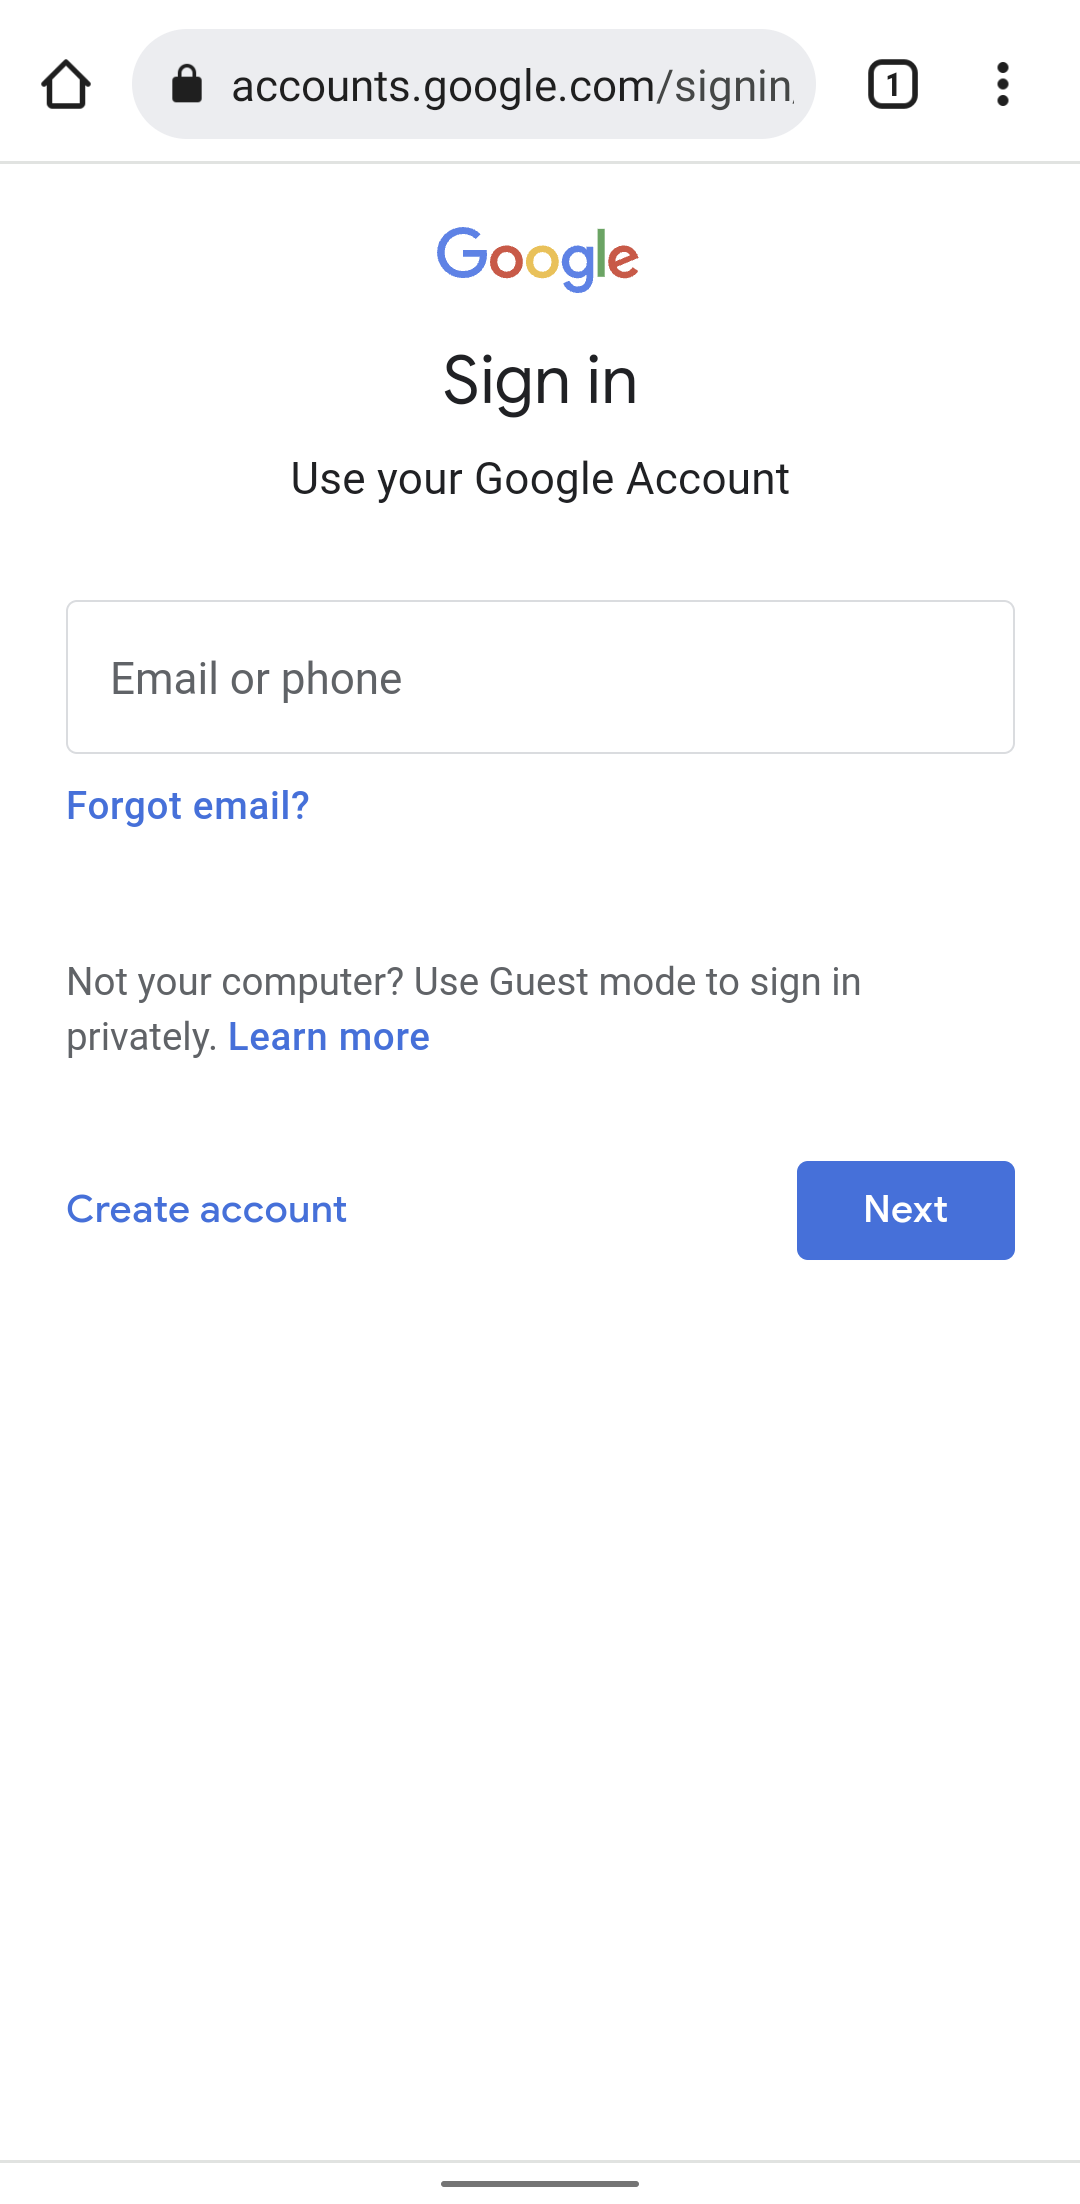 accounts.google.com/signin
1
Google
Sign in
Use your Google Account
Email or phone
Forgot email?
Not your computer? Use Guest mode to sign in
privately. Learn more
Create account
Next